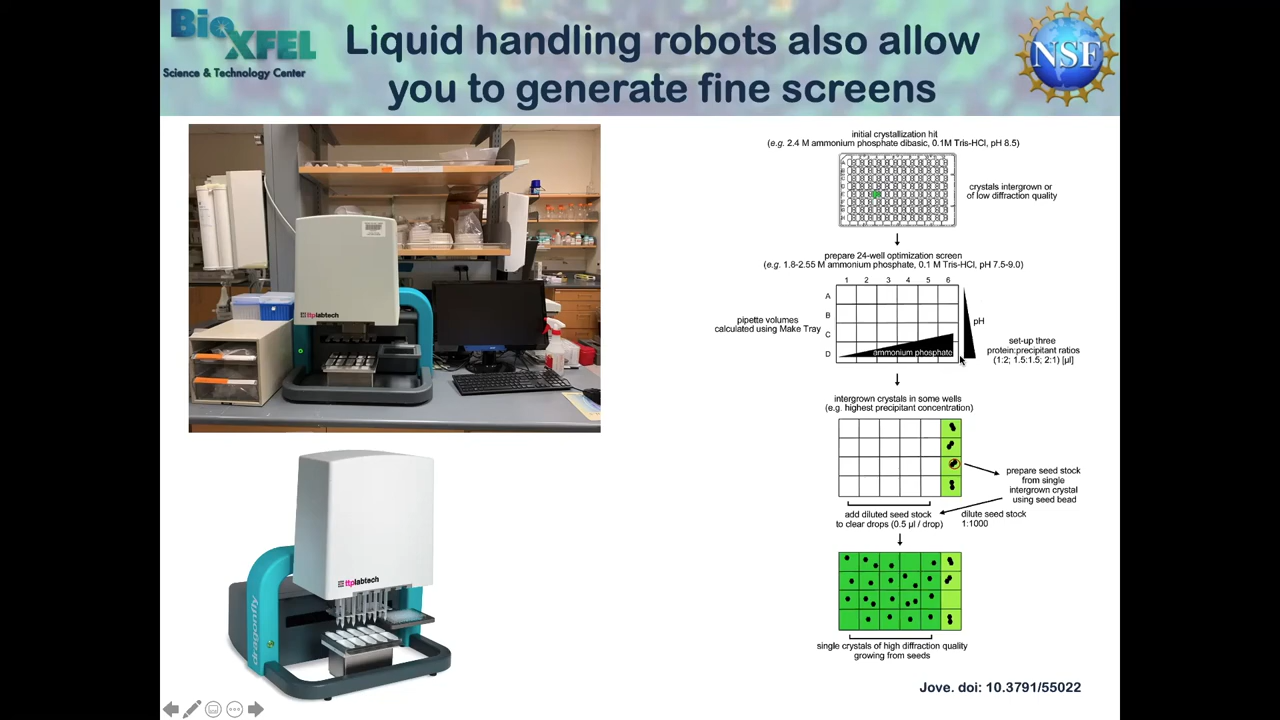 Bio
XFEL
Science & Technology Center
Liquid handling robots also allow
you to generate fine screens
NSF
initial crystallization hit
(e.g. 2.4 M ammonium phosphate dibasic, 0.1M Tris-HCl, pH 8.5)
crystals intergrown or
of low diffraction quality
prepare 24-well optimization screen
(e.g. 1.8-2.55 M ammonium phosphate, 0.1 M Tris-HCl, pH 7.5-9.0)
1 2 3 4 5 6
A
B
C
D
pipette volumes
calculated using Make Tray
ammonium phosphate
pH
set-up three
protein:precipitant ratios
(1:2; 1.5:1.5; 2:1) [µl]
intergrown crystals in some wells
(e.g. highest precipitant concentration)
prepare seed stock
from single
intergrown crystal
using seed bead
add diluted seed stock
to clear drops (0.5 µl / drop)
dilute seed stock
1:1000
single crystals of high diffraction quality
growing from seeds
ttplabtech
ttplabtech
dragonfly
Jove. doi: 10.3791/55022